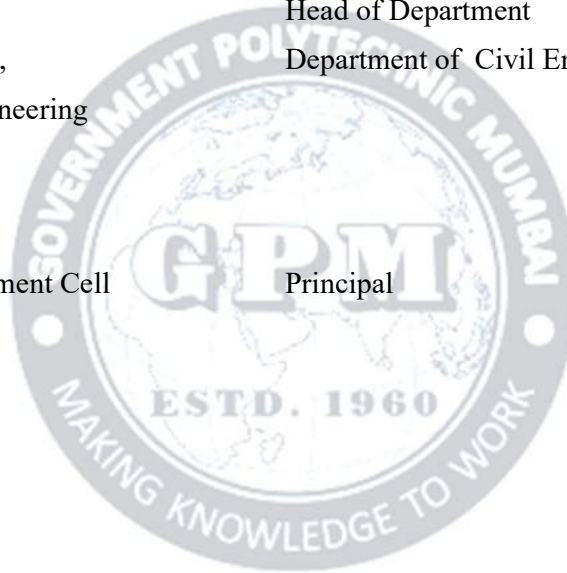 Head of Department
,
Department of Civil En
neering
ment Cell
Principal
GOVERNMENT POLYTECHNIC MUMBAI
GPM
ESTD. 1960
MAKING KNOWLEDGE TO WORK